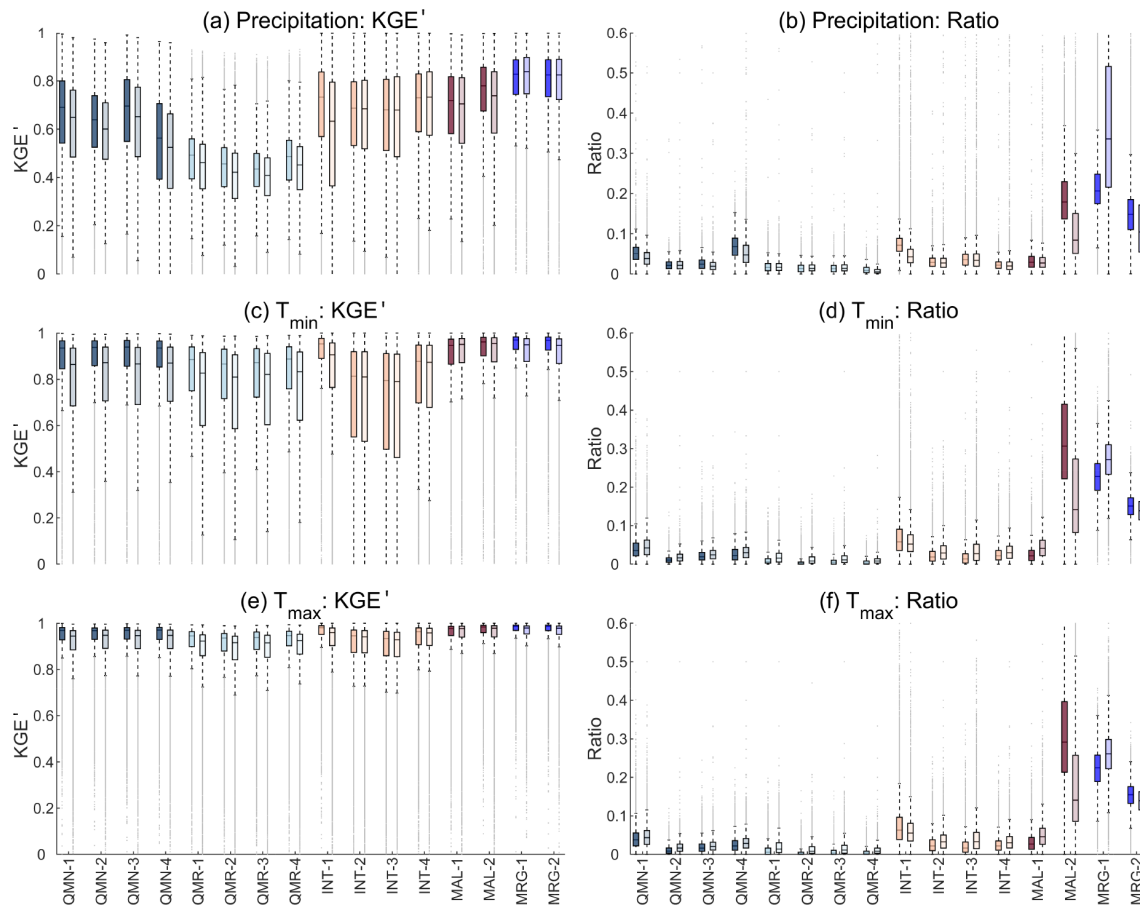 (a) Precipitation: KGE'
(b) Precipitation: Ratio
1
0.8
0.6
0.4
0.2
0
KGE'
0.6
0.5
0.4
0.3
0.2
0.1
0
Ratio
(c) Tmin: KGE'
(d) Tmin: Ratio
1
0.8
0.6
0.4
0.2
0
KGE'
0.6
0.5
0.4
0.3
0.2
0.1
0
Ratio
(e) Tmax: KGE'
(f) Tmax: Ratio
1
0.8
0.6
0.4
0.2
0
KGE'
0.6
0.5
0.4
0.3
0.2
0.1
0
Ratio
QMN-1
QMN-2
QMN-3
QMN-4
QMR-1
QMR-2
QMR-3
QMR-4
INT-1
INT-2
INT-3
INT-4
MAL-1
MAL-2
MRG-1
MRG-2
QMN-1
QMN-2
QMN-3
QMN-4
QMR-1
QMR-2
QMR-3
QMR-4
INT-1
INT-2
INT-3
INT-4
MAL-1
MAL-2
MRG-1
MRG-2